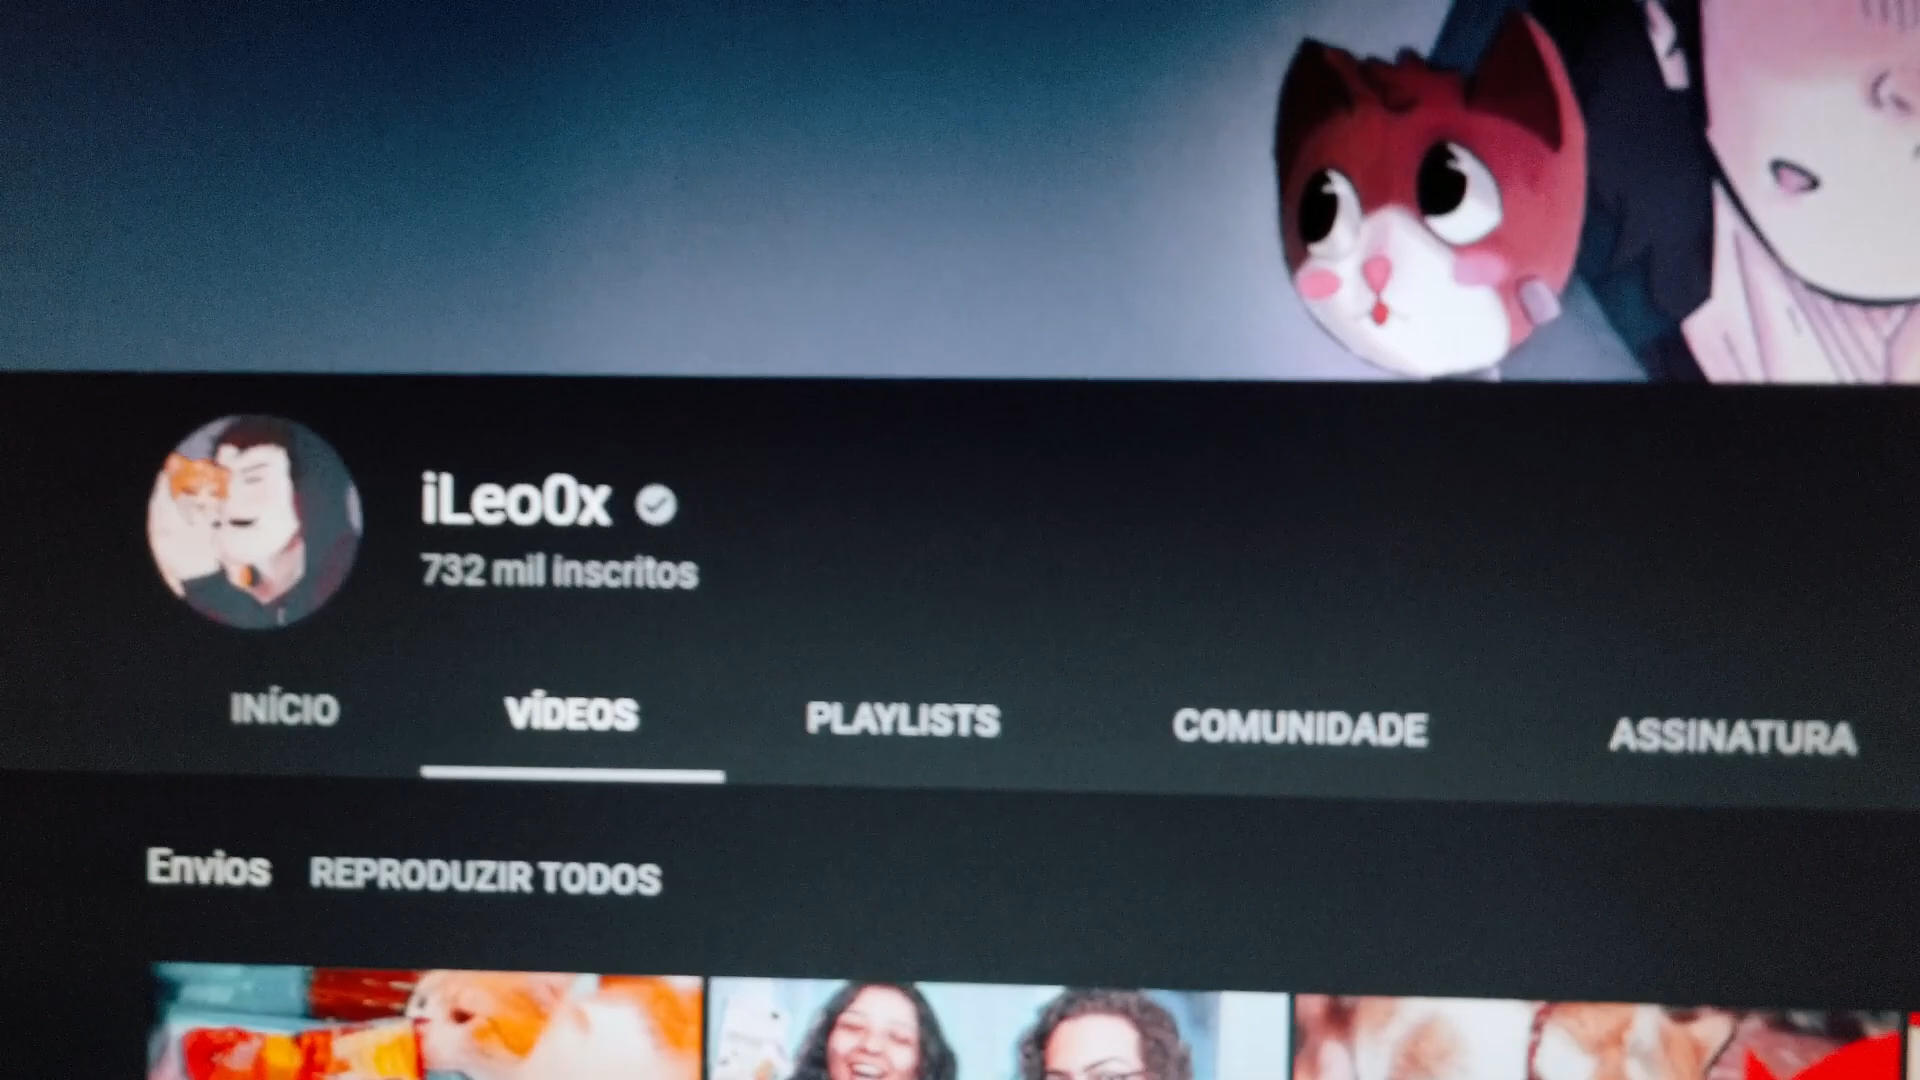 iLeo0x
732 mil inscritos
INÍCIO VÍDEOS PLAYLISTS COMUNIDADE ASSINATURA
Envios REPRODUZIR TODOS